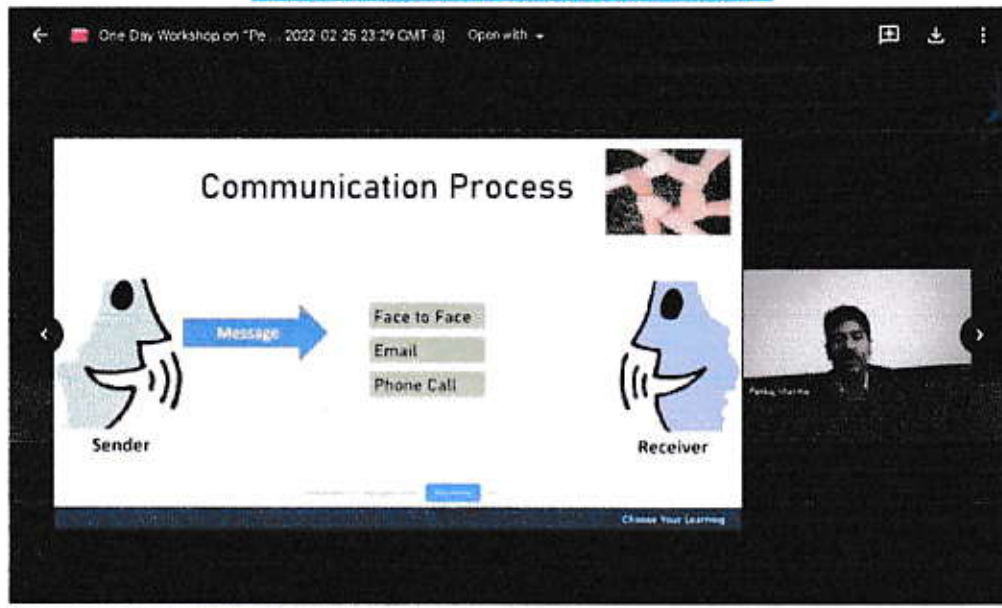 One Day Workshop on "Pe... 2022-02-25 23:29 GMT-8) Open with
Communication Process
Message
Face to Face
Email
Phone Call
Sender
Receiver
Choose Your Learning